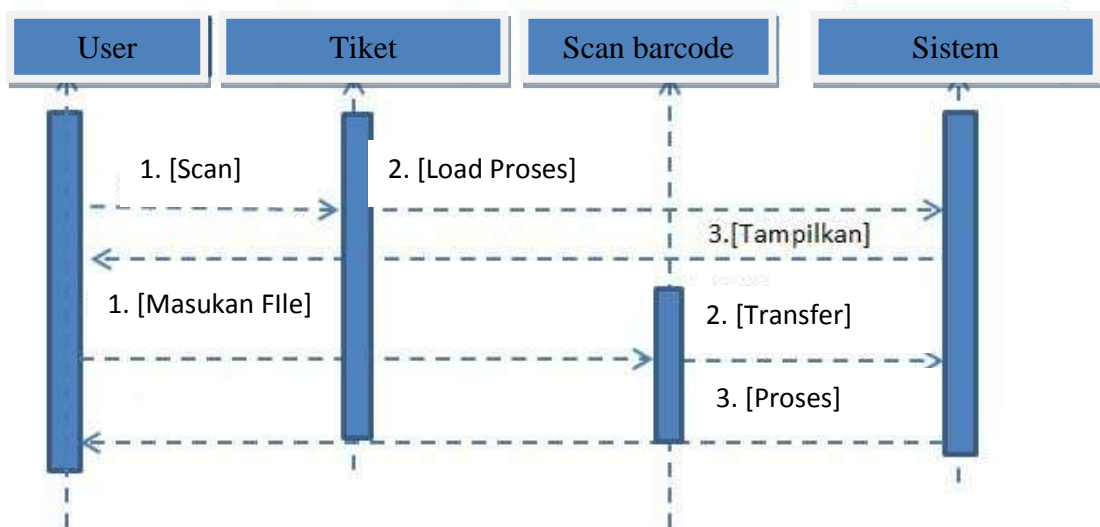 User
Tiket
Scan barcode
Sistem
1. [Scan]
2. [Load Proses]
3.[Tampilkan]
1. [Masukan FIle]
2. [Transfer]
3. [Proses]